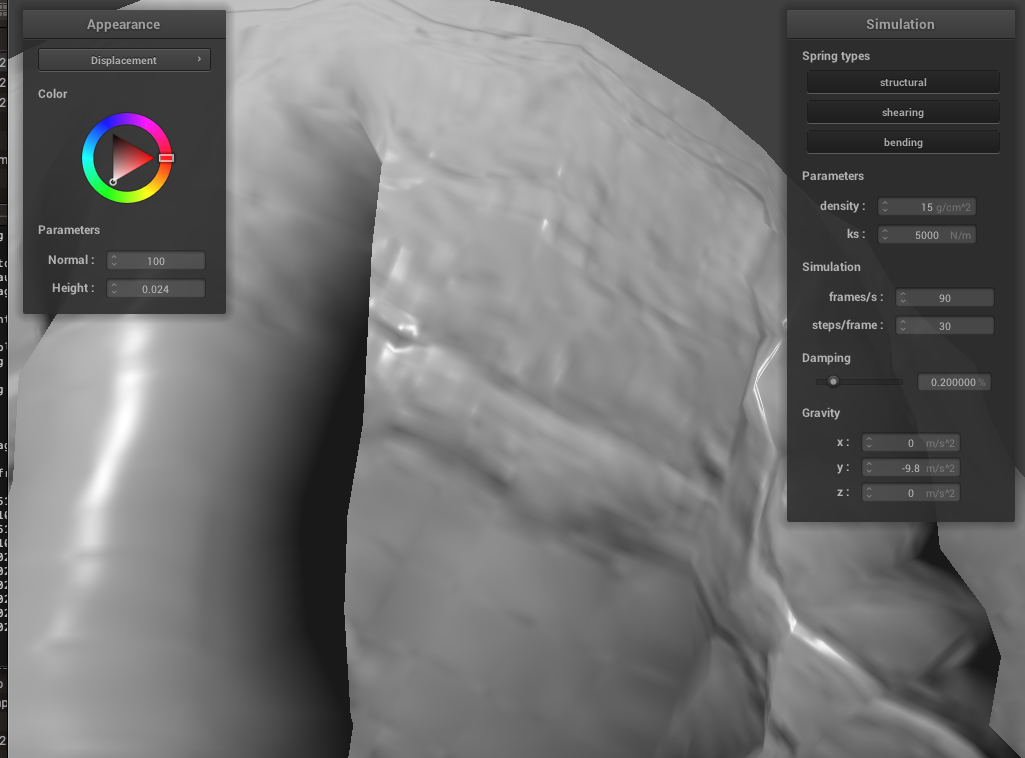 Appearance
Displacement
Color
Parameters
Normal : 100
Height : 0.024
Simulation
Spring types
structural
shearing
bending
Parameters
density : 15 g/cm^2
ks : 5000 N/m
Simulation
frames/s : 90
steps/frame : 30
Damping
0.200000 %
Gravity
x : 0 m/s^2
y : -9.8 m/s^2
z : 0 m/s^2